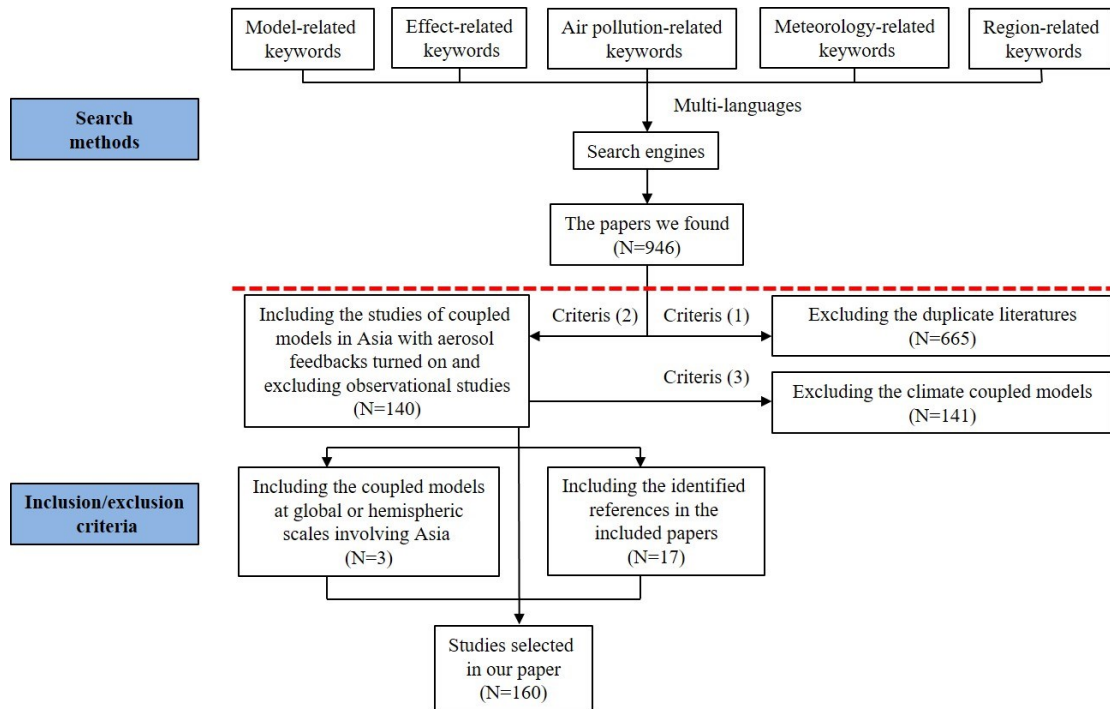 Model-related
keywords
Effect-related
keywords
Air pollution-related
keywords
Meteorology-related
keywords
Region-related
keywords
Search
methods
Multi-languages
Search engines
The papers we found
(N=946)
Including the studies of coupled
models in Asia with aerosol
feedbacks turned on and
excluding observational studies
(N=140)
Criteris (2)
Criteris (1)
Excluding the duplicate literatures
(N=665)
Criteris (3)
Excluding the climate coupled models
(N=141)
Inclusion/exclusion
criteria
Including the coupled models
at global or hemispheric
scales involving Asia
(N=3)
Including the identified
references in the
included papers
(N=17)
Studies selected
in our paper
(N=160)